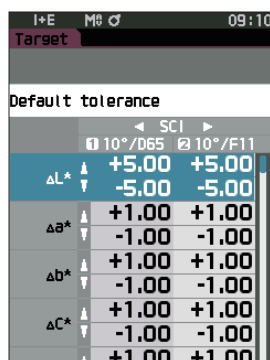 I+E M 09:10
Target
Default tolerance
◄ SCI ►
1 10°/D65 2 10°/F11
ΔL* ▲ +5.00 +5.00
▼ -5.00 -5.00
Δa* ▲ +1.00 +1.00
▼ -1.00 -1.00
Δb* ▲ +1.00 +1.00
▼ -1.00 -1.00
ΔC* ▲ +1.00 +1.00
▼ -1.00 -1.00
▲ +1.00 +1.00